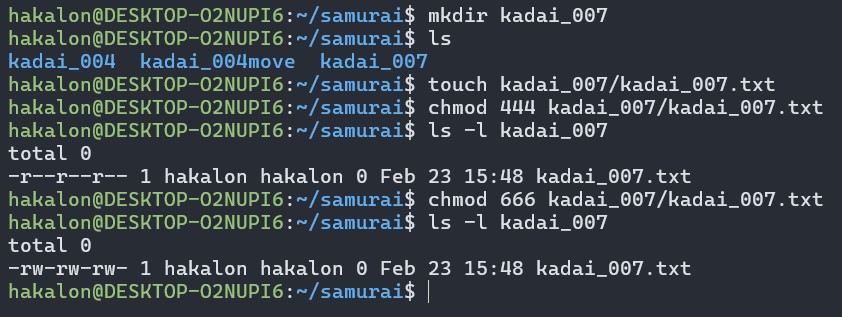 hakalon@DESKTOP-O2NUPI6:~/samurai$ mkdir kadai_007
hakalon@DESKTOP-O2NUPI6:~/samurai$ ls
kadai_004  kadai_004move  kadai_007
hakalon@DESKTOP-O2NUPI6:~/samurai$ touch kadai_007/kadai_007.txt
hakalon@DESKTOP-O2NUPI6:~/samurai$ chmod 444 kadai_007/kadai_007.txt
hakalon@DESKTOP-O2NUPI6:~/samurai$ ls -l kadai_007
total 0
-r--r--r-- 1 hakalon hakalon 0 Feb 23 15:48 kadai_007.txt
hakalon@DESKTOP-O2NUPI6:~/samurai$ chmod 666 kadai_007/kadai_007.txt
hakalon@DESKTOP-O2NUPI6:~/samurai$ ls -l kadai_007
total 0
-rw-rw-rw- 1 hakalon hakalon 0 Feb 23 15:48 kadai_007.txt
hakalon@DESKTOP-O2NUPI6:~/samurai$